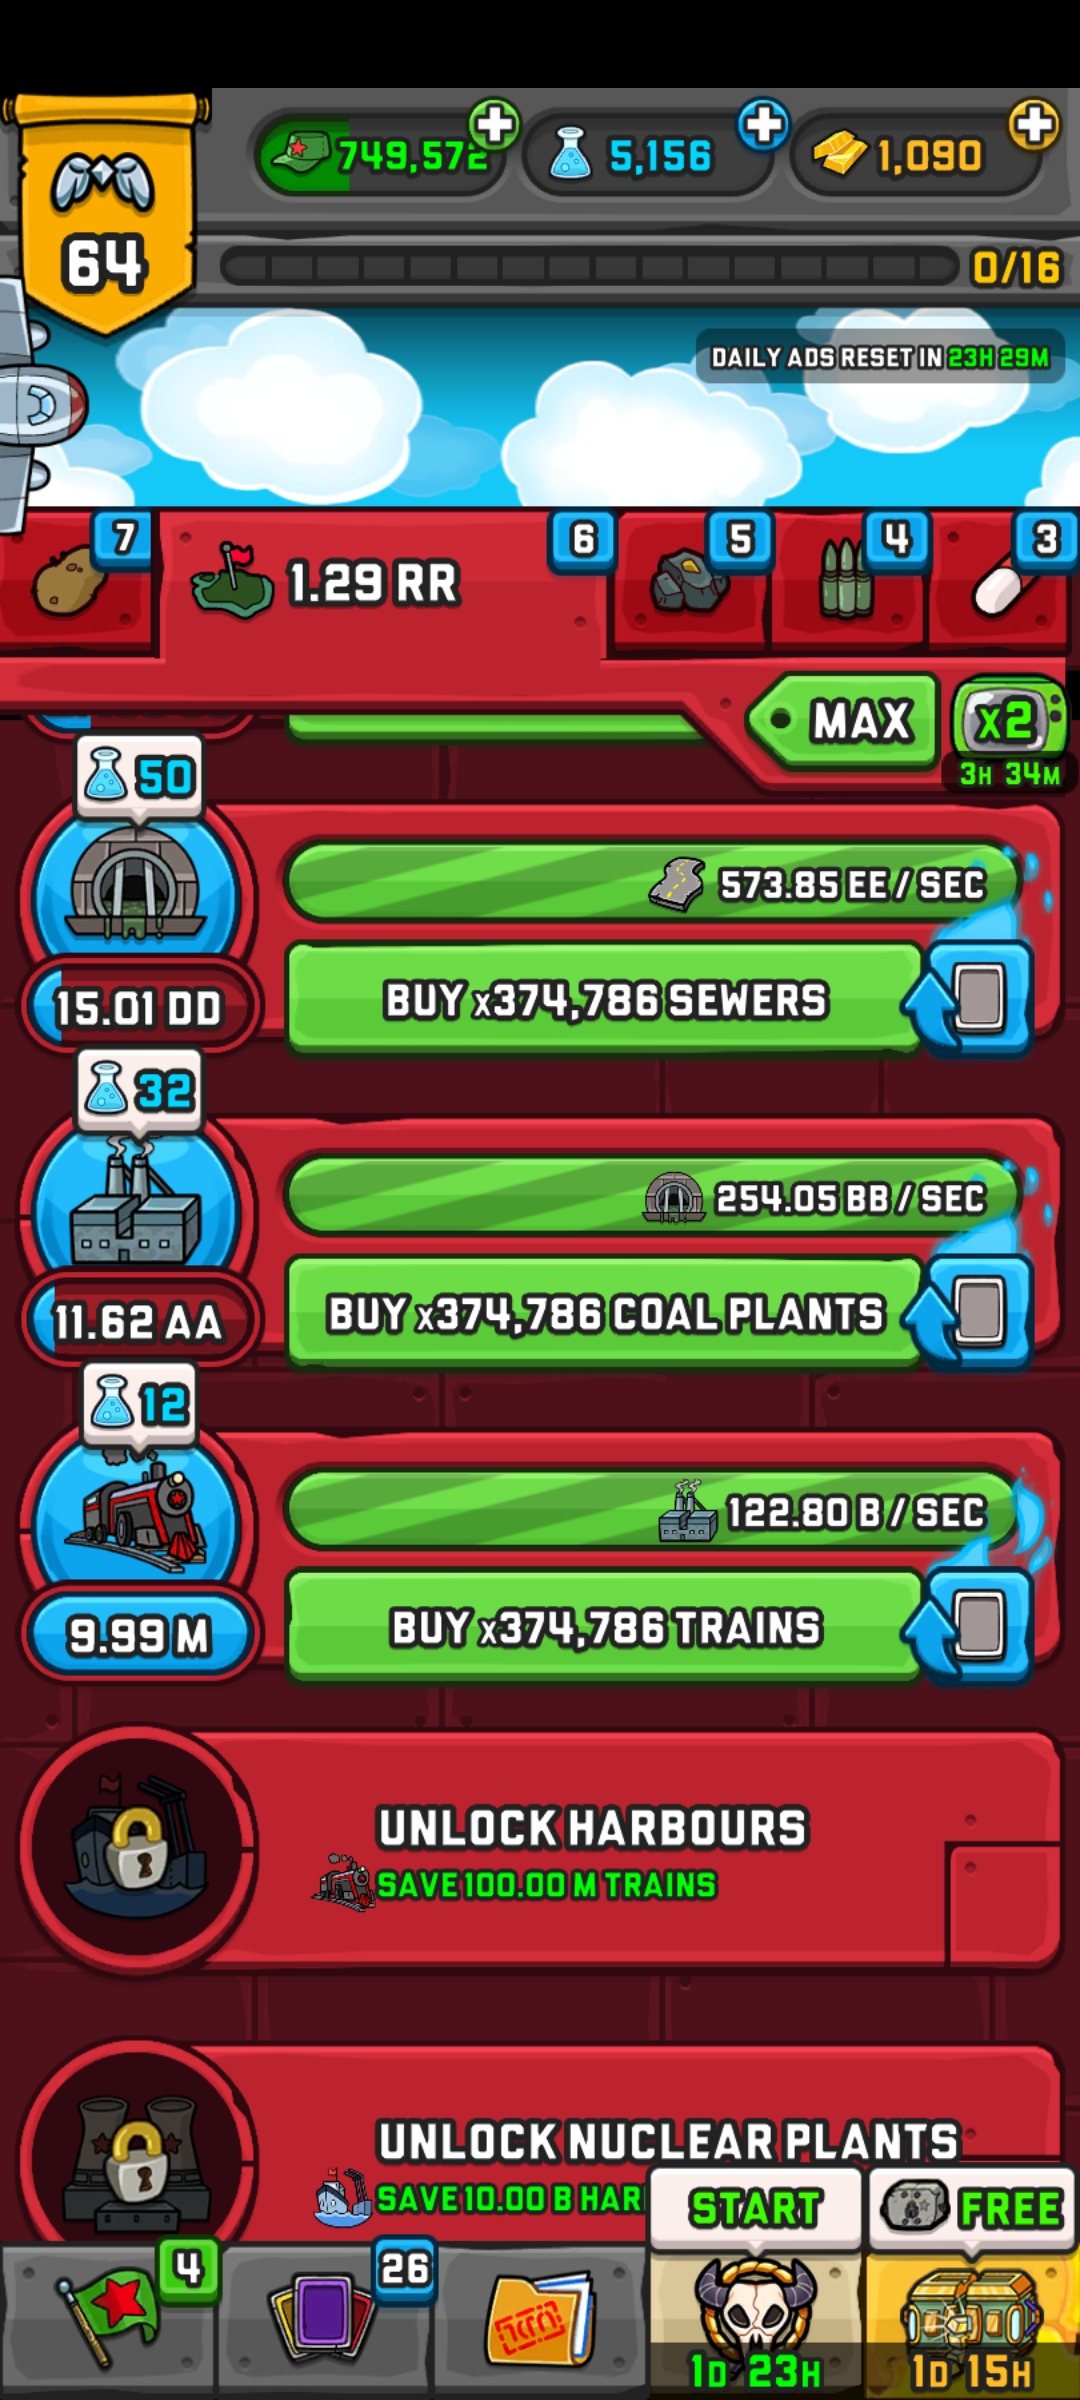 749,572
5,156
1,090
64
0/16
DAILY ADS RESET IN 23H 29M
7
1.29 RR
6
5
4
3
MAX
x2
3H 34M
50
573.85 EE / SEC
BUY x374,786 SEWERS
15.01 DD
32
254.05 BB / SEC
BUY x374,786 COAL PLANTS
11.62 AA
12
122.80 B / SEC
BUY x374,786 TRAINS
9.99 M
UNLOCK HARBOURS
SAVE 100.00 M TRAINS
UNLOCK NUCLEAR PLANTS
SAVE 10.00 B HAR
START
FREE
4
26
1D 23H
1D 15H